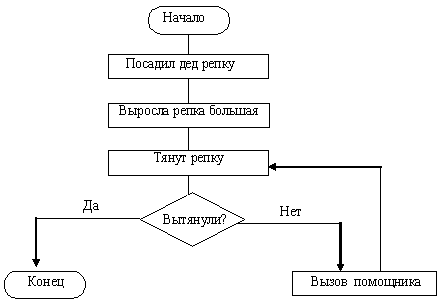 Начало
Посадил дед репку
Выросла репка большая
Тянут репку
Да
Вытянули?
Нет
Конец
Вызов помощника